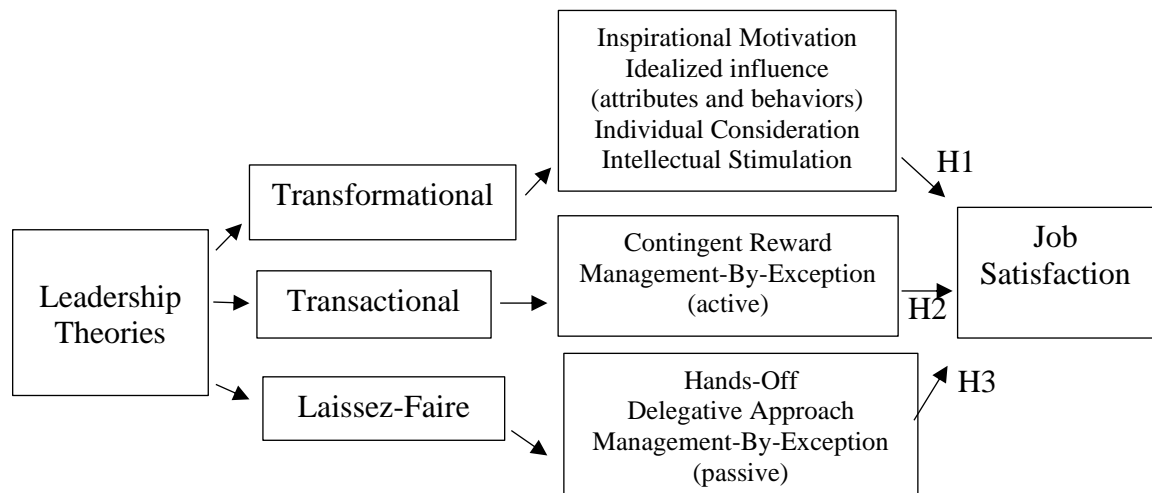 Leadership
Theories
Transformational
Transactional
Laissez-Faire
Inspirational Motivation
Idealized influence
(attributes and behaviors)
Individual Consideration
Intellectual Stimulation
Contingent Reward
Management-By-Exception
(active)
Hands-Off
Delegative Approach
Management-By-Exception
(passive)
H1
H2
H3
Job
Satisfaction